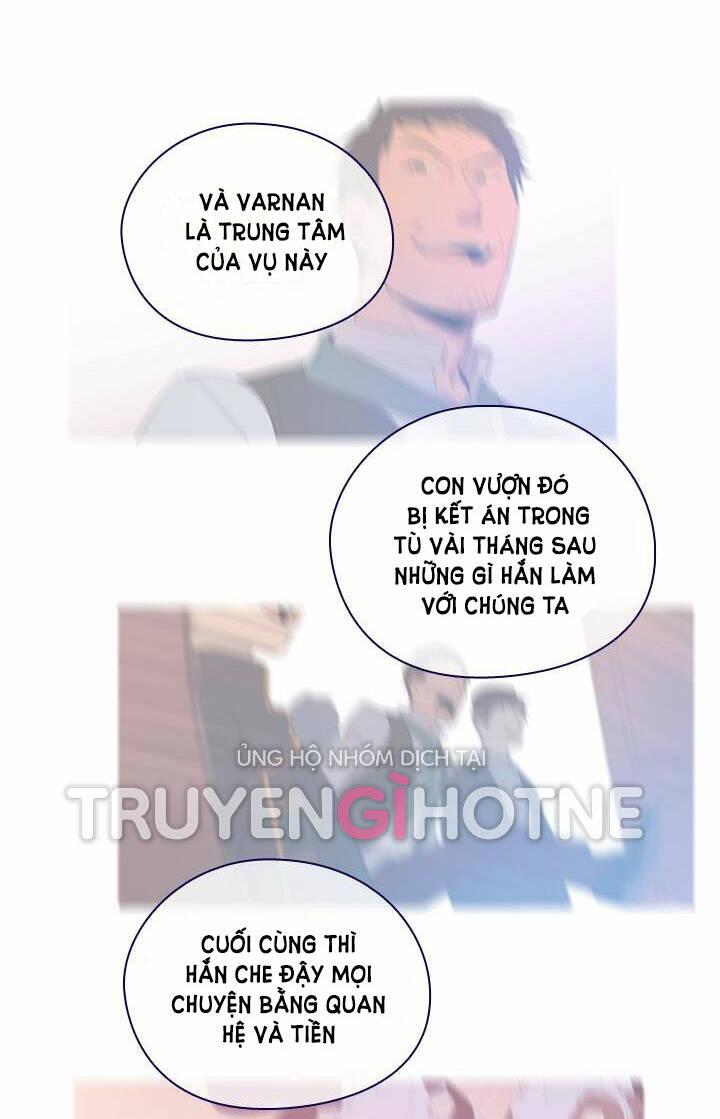 VÀ VARNAN
LÀ TRUNG TÂM
CỦA VỤ NÀY
CON VƯỢN ĐÓ
BỊ KẾT ÁN TRONG
TÙ VÀI THÁNG SAU
NHỮNG GÌ HẮN LÀM
VỚI CHÚNG TA
ỦNG HỘ NHÓM DỊCH TẠI
TRUYENGÌHOTNE
CUỐI CÙNG THÌ
HẮN CHE ĐẬY MỌI
CHUYỆN BẰNG QUAN
HỆ VÀ TIỀN